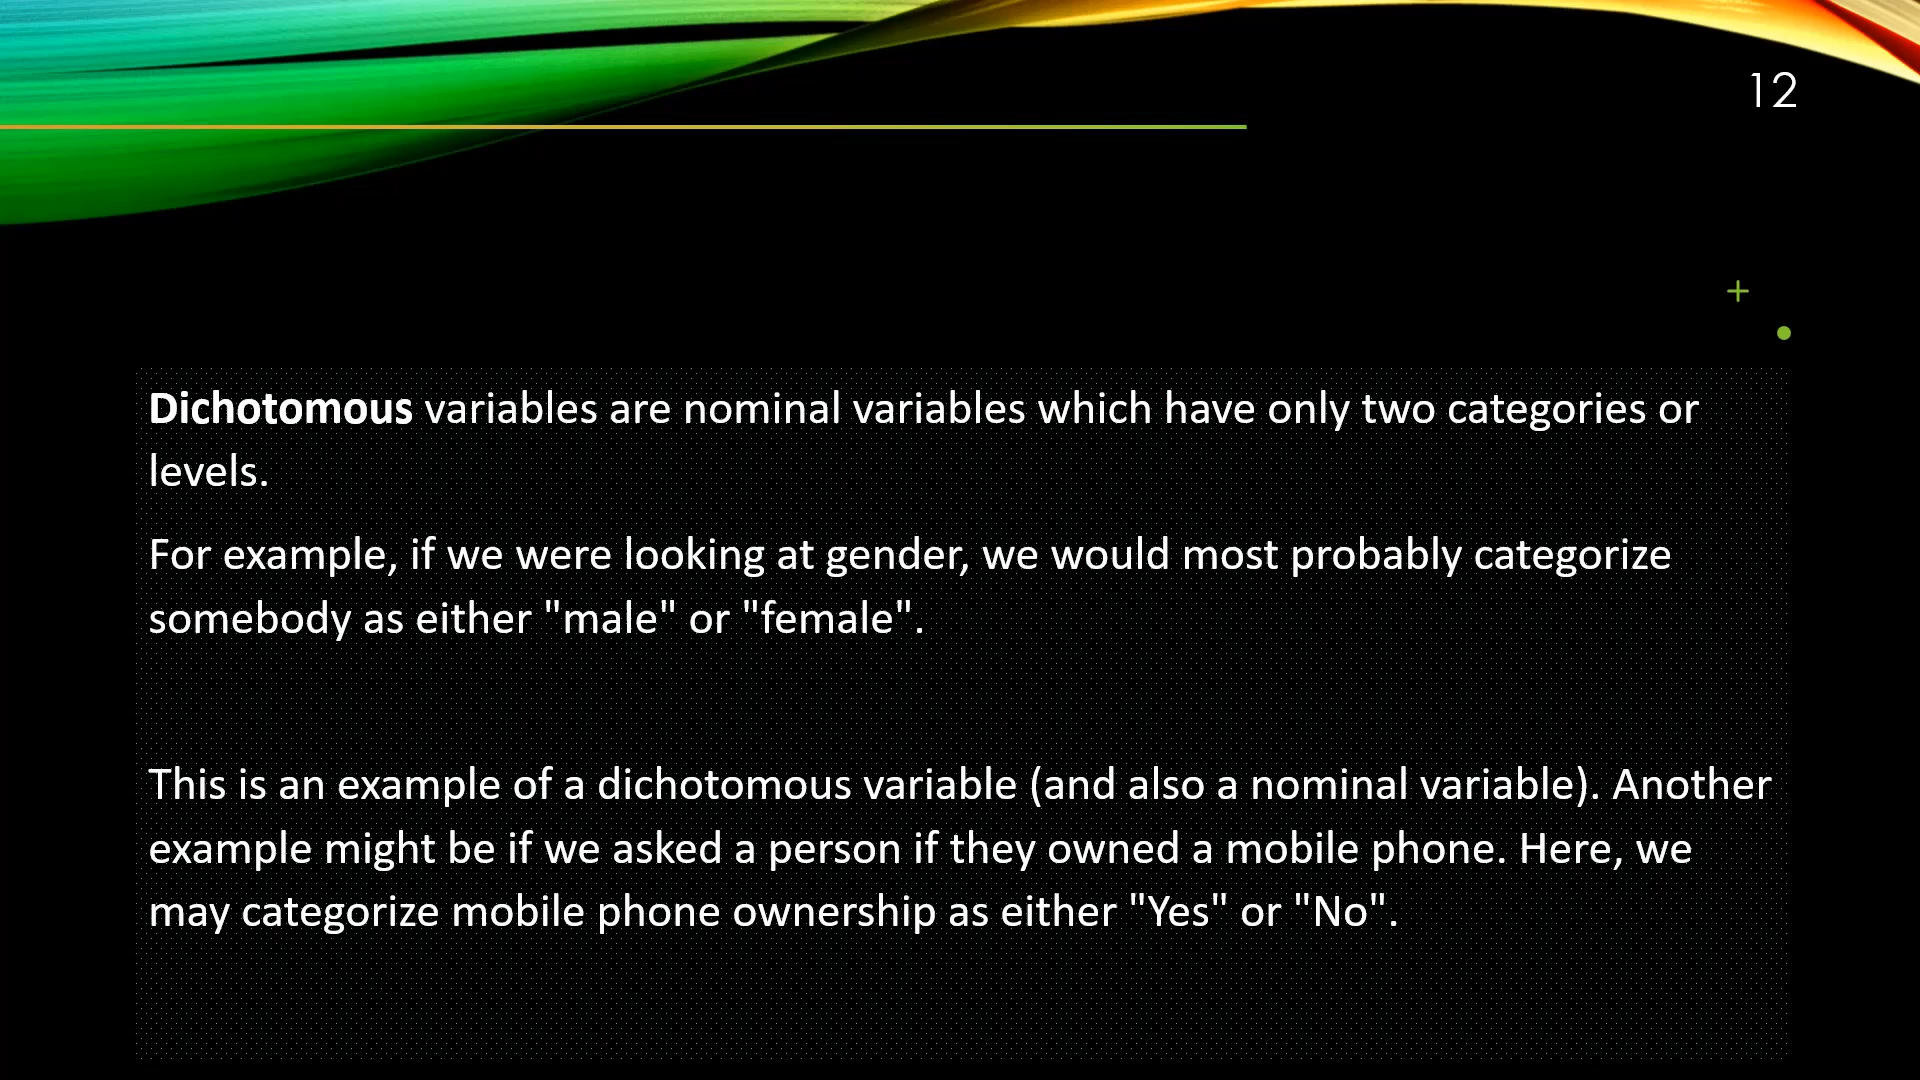 12
Dichotomous variables are nominal variables which have only two categories or
levels.
For example, if we were looking at gender, we would most probably categorize
somebody as either "male" or "female".
This is an example of a dichotomous variable (and also a nominal variable). Another
example might be if we asked a person if they owned a mobile phone. Here, we
may categorize mobile phone ownership as either "Yes" or "No".